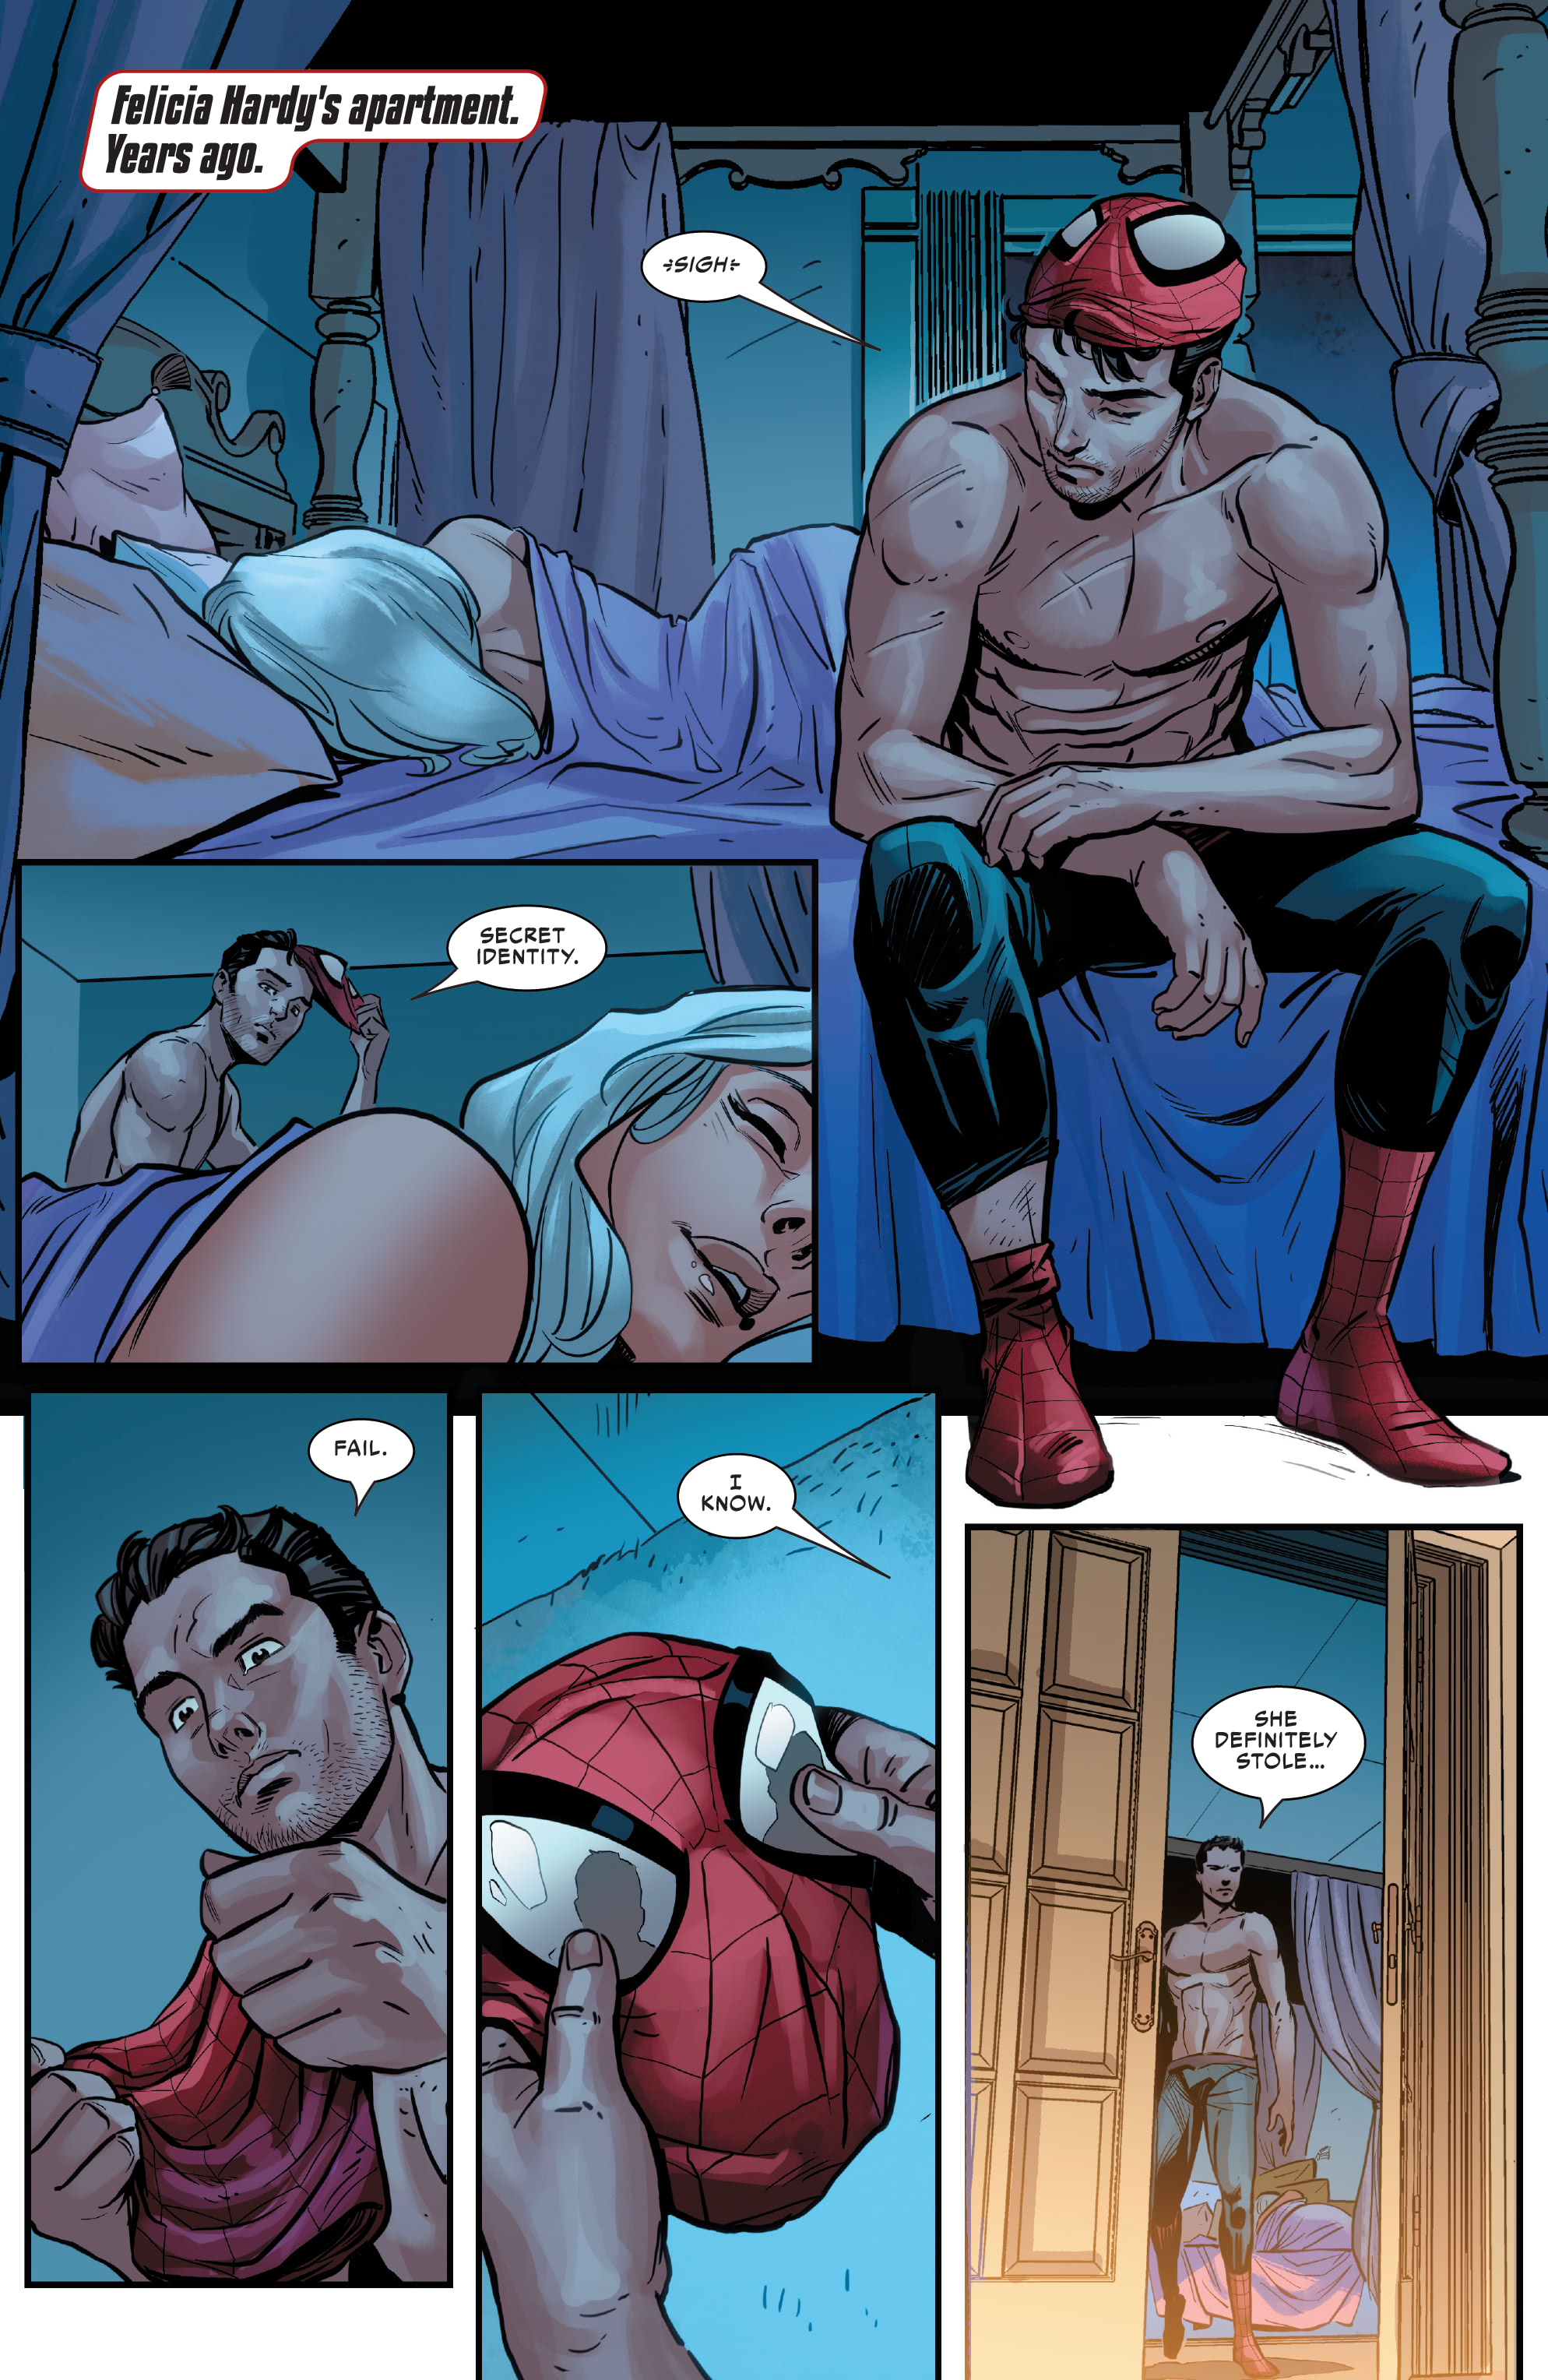 Felicia Hardy's apartment.
Years ago.
SIGH
SECRET
IDENTITY.
FAIL.
I
KNOW.
SHE
DEFINITELY
STOLE...